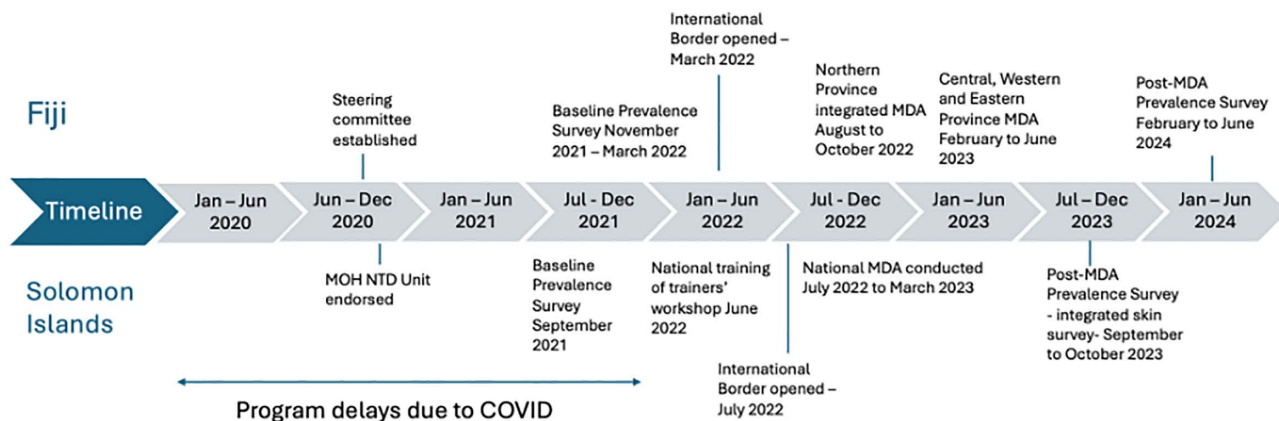 Fiji
Steering
committee
established
Baseline Prevalence
Survey November
2021 – March 2022
International
Border opened –
March 2022
Northern
Province
integrated MDA
August to
October 2022
Central, Western
and Eastern
Province MDA
February to June
2023
Post-MDA
Prevalence Survey
February to June
2024
Timeline
Jan – Jun
2020
Jun – Dec
2020
Jan – Jun
2021
Jul - Dec
2021
Jan – Jun
2022
Jul - Dec
2022
Jan – Jun
2023
Jul – Dec
2023
Jan – Jun
2024
Solomon
Islands
MOH NTD Unit
endorsed
Baseline
Prevalence
Survey
September
2021
National training
of trainers’
workshop June
2022
International
Border opened –
July 2022
National MDA conducted
July 2022 to March 2023
Post-MDA
Prevalence Survey
- integrated skin
survey- September
to October 2023
Program delays due to COVID